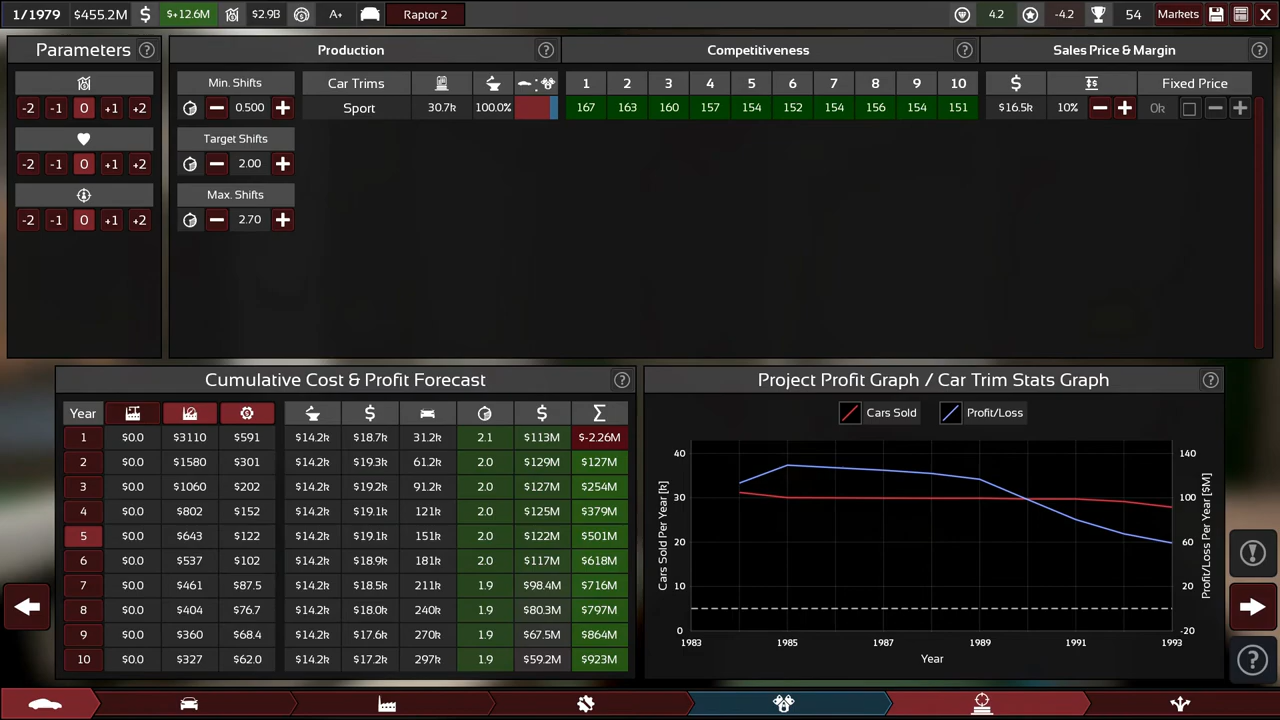 1/1979 $455.2M $ $+12.6M $2.9B A+ Raptor 2 4.2 -4.2 54 Markets
Parameters ? Production ? Competitiveness ? Sales Price & Margin ?
Min. Shifts Car Trims 1 2 3 4 5 6 7 8 9 10 $ Fixed Price
-2 -1 0 +1 +2 0.500 Sport 30.7k 100.0% 167 163 160 157 154 152 154 156 154 151 $16.5k 10% 0k
Target Shifts
-2 -1 0 +1 +2 2.00
Max. Shifts
-2 -1 0 +1 +2 2.70
Cumulative Cost & Profit Forecast ?
Year $ $ Σ
1 $0.0 $3110 $591 $14.2k $18.7k 31.2k 2.1 $113M $-2.26M
2 $0.0 $1580 $301 $14.2k $19.3k 61.2k 2.0 $129M $127M
3 $0.0 $1060 $202 $14.2k $19.2k 91.2k 2.0 $127M $254M
4 $0.0 $802 $152 $14.2k $19.1k 121k 2.0 $125M $379M
5 $0.0 $643 $122 $14.2k $19.1k 151k 2.0 $122M $501M
6 $0.0 $537 $102 $14.2k $18.9k 181k 2.0 $117M $618M
7 $0.0 $461 $87.5 $14.2k $18.5k 211k 1.9 $98.4M $716M
8 $0.0 $404 $76.7 $14.2k $18.0k 240k 1.9 $80.3M $797M
9 $0.0 $360 $68.4 $14.2k $17.6k 270k 1.9 $67.5M $864M
10 $0.0 $327 $62.0 $14.2k $17.2k 297k 1.9 $59.2M $923M
Project Profit Graph / Car Trim Stats Graph ?
Cars Sold Profit/Loss
Cars Sold Per Year [k]
40
30
20
10
0
140
100
60
20
-20
Profit/Loss Per Year [$M]
1983 1985 1987 1989 1991 1993
Year
?